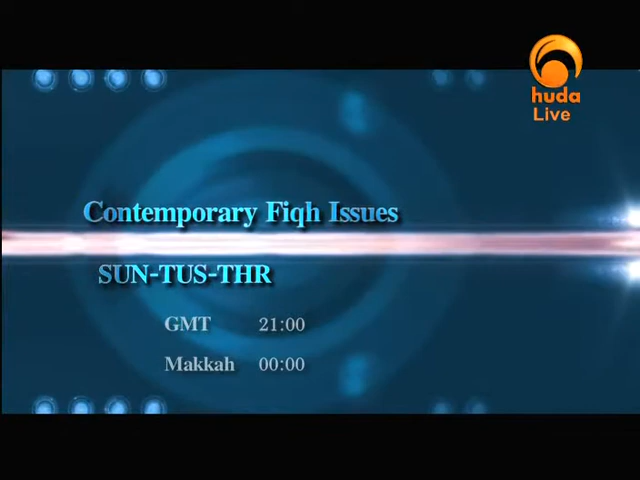 huda
Live
Contemporary Fiqh Issues
SUN-TUS-THR
GMT 21:00
Makkah 00:00